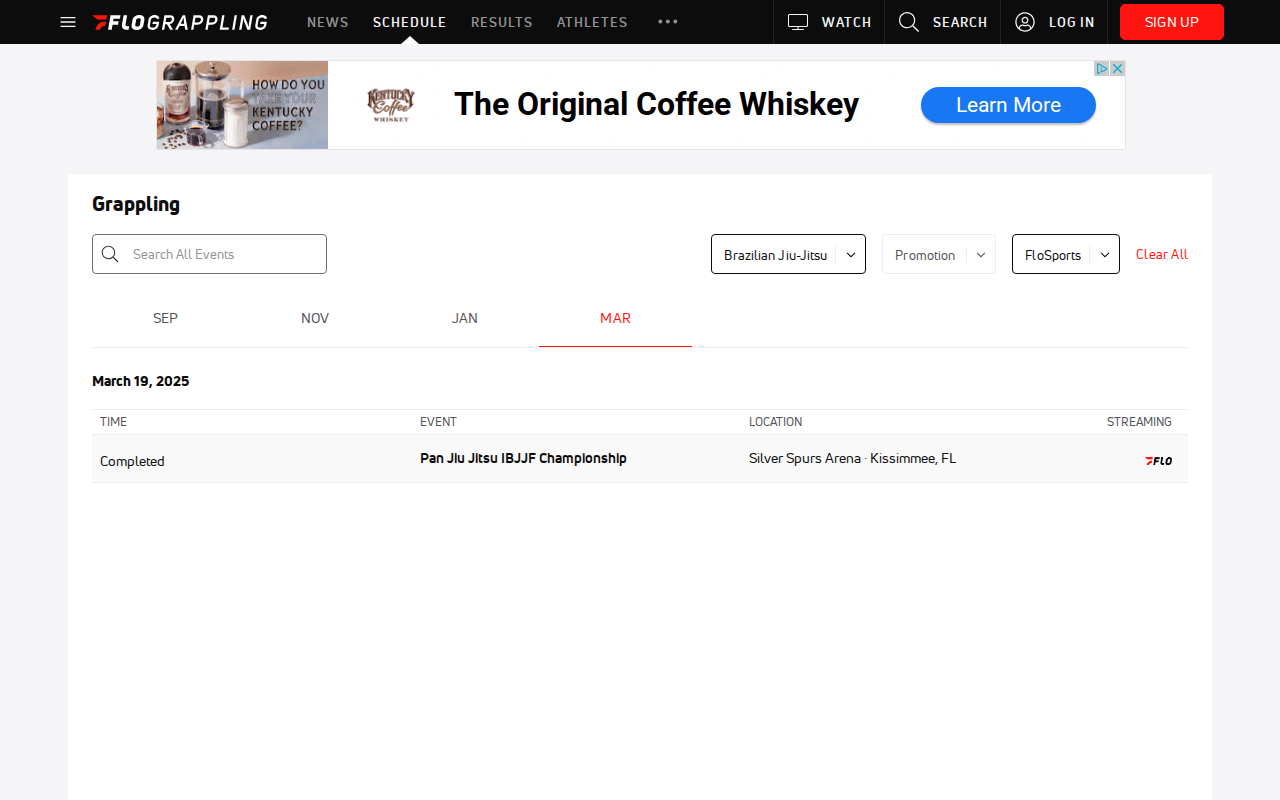 FLOGRAPPLING
NEWS
SCHEDULE
RESULTS
ATHLETES
WATCH
SEARCH
LOG IN
SIGN UP
HOW DO YOU
TAKE YOUR
KENTUCKY
COFFEE?
KENTUCKY
Coffee
WHISKEY
The Original Coffee Whiskey
Learn More
Grappling
Search All Events
Brazilian Jiu-Jitsu
Promotion
FloSports
Clear All
SEP
NOV
JAN
MAR
March 19, 2025
TIME
EVENT
LOCATION
STREAMING
Completed
Pan Jiu Jitsu IBJJF Championship
Silver Spurs Arena · Kissimmee, FL
FLO